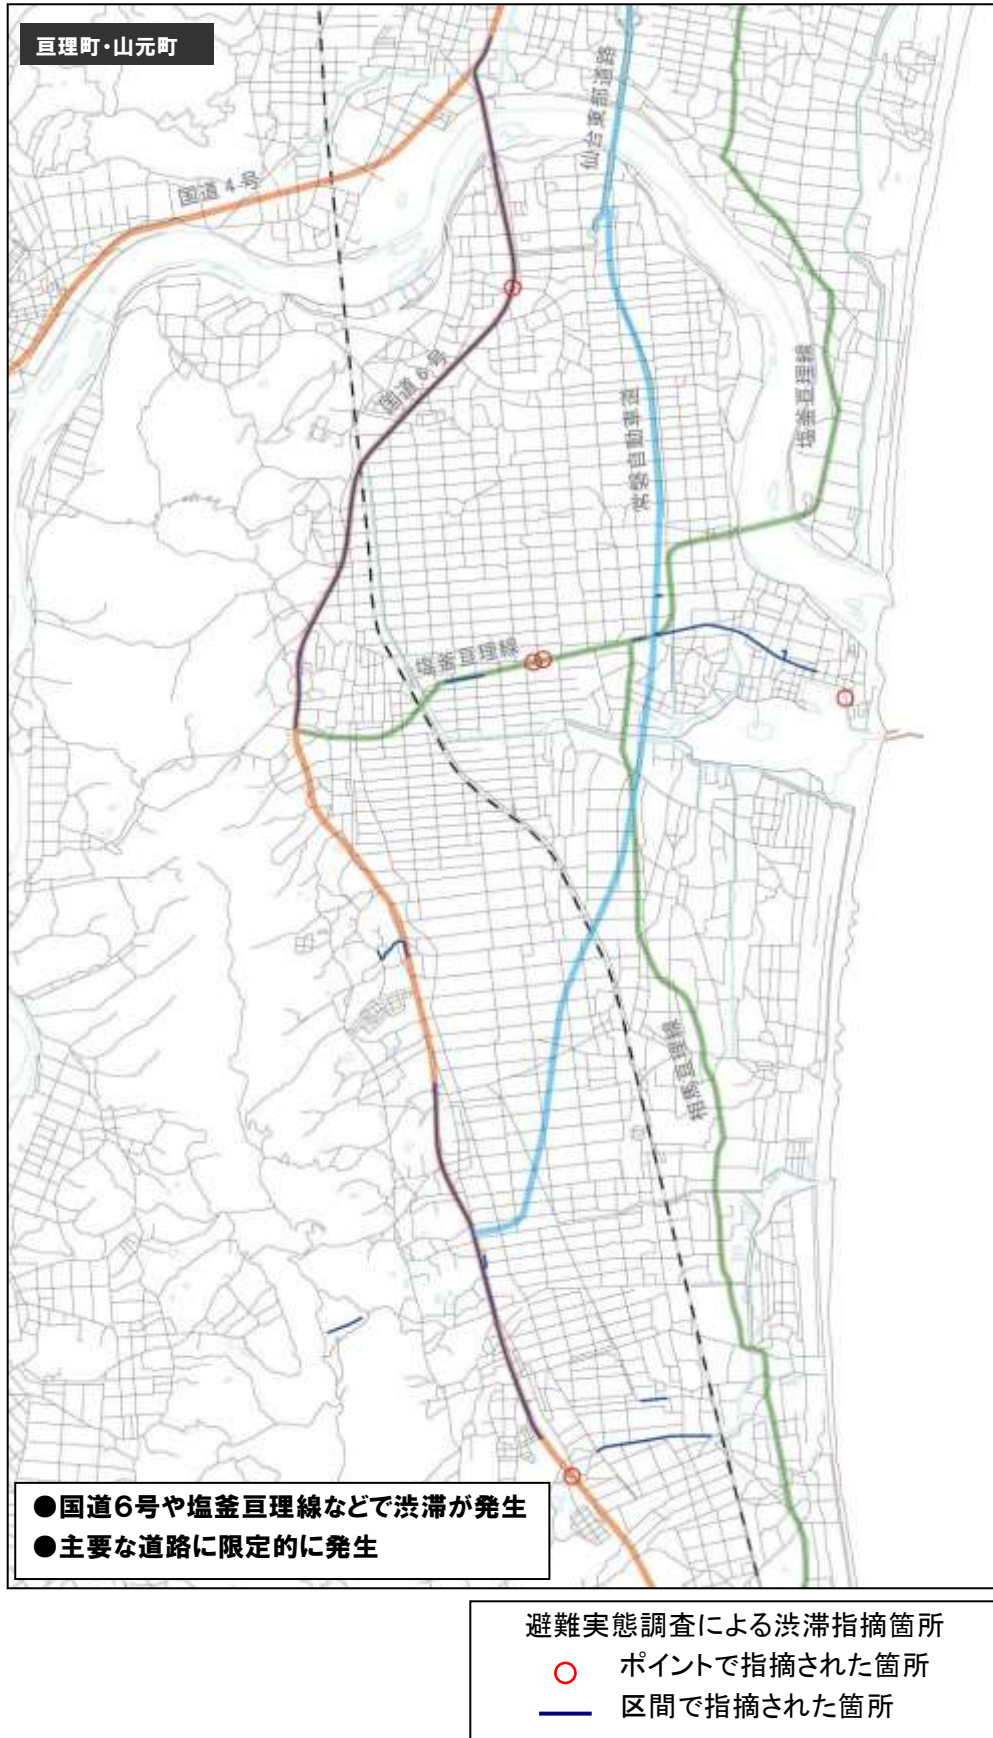 亘理町・山元町
仙台東部道路
国道4号
国道6号
塩釜亘理線
常磐自動車道
塩釜亘理線
相馬亘理線
●国道6号や塩釜亘理線などで渋滞が発生
●主要な道路に限定的に発生
避難実態調査による渋滞指摘箇所
ポイントで指摘された箇所
区間で指摘された箇所